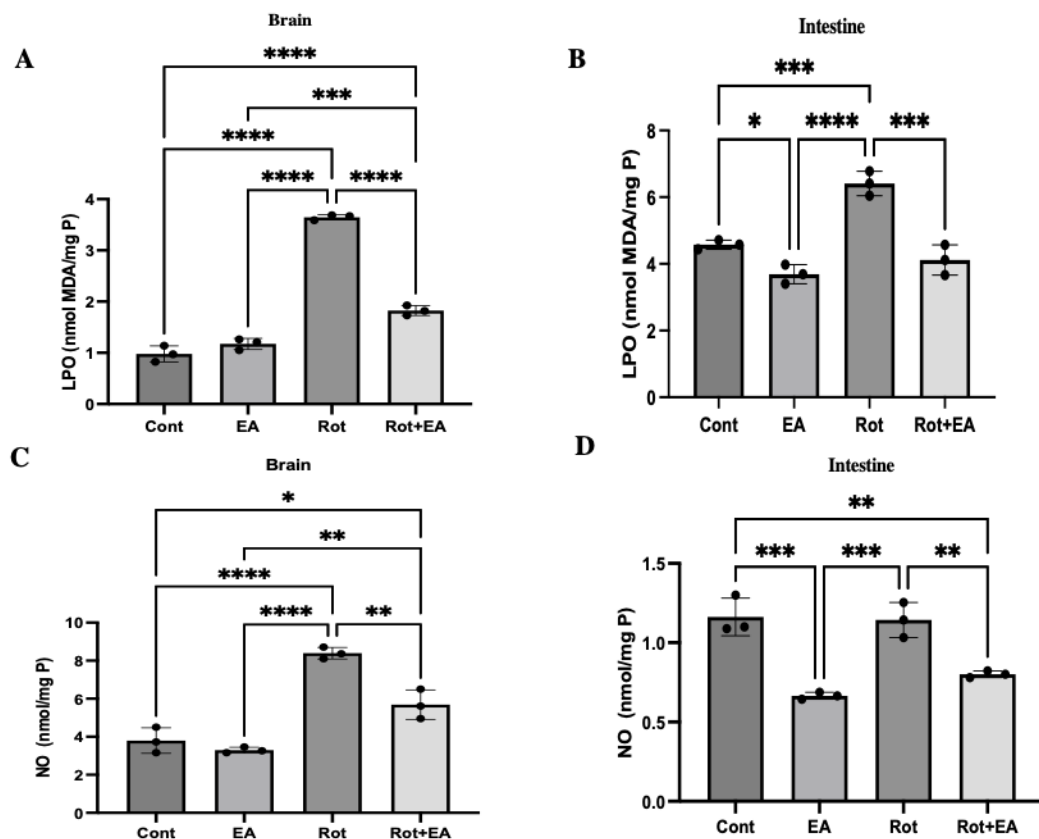 Brain
A
****
***
****
**** ****
LPO (nmol MDA/mg P)
4
3
2
1
0
Cont EA Rot Rot+EA
Intestine
B
***
* **** ***
LPO (nmol MDA/mg P)
8
6
4
2
0
Cont EA Rot Rot+EA
C
Brain
*
**
****
**** **
NO (nmol/mg P)
10
8
6
4
2
0
Cont EA Rot Rot+EA
D
Intestine
**
*** *** **
NO (nmol/mg P)
1.5
1.0
0.5
0.0
Cont EA Rot Rot+EA